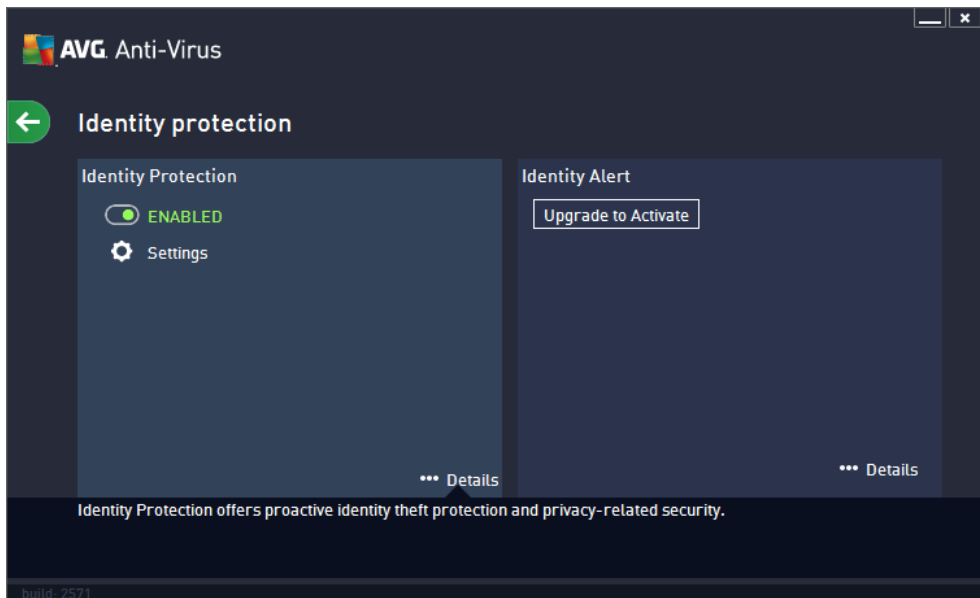 AVG. Anti-Virus
Identity protection
Identity Protection
ENABLED
Settings
••• Details
Identity Alert
Upgrade to Activate
••• Details
Identity Protection offers proactive identity theft protection and privacy-related security.
build: 2571